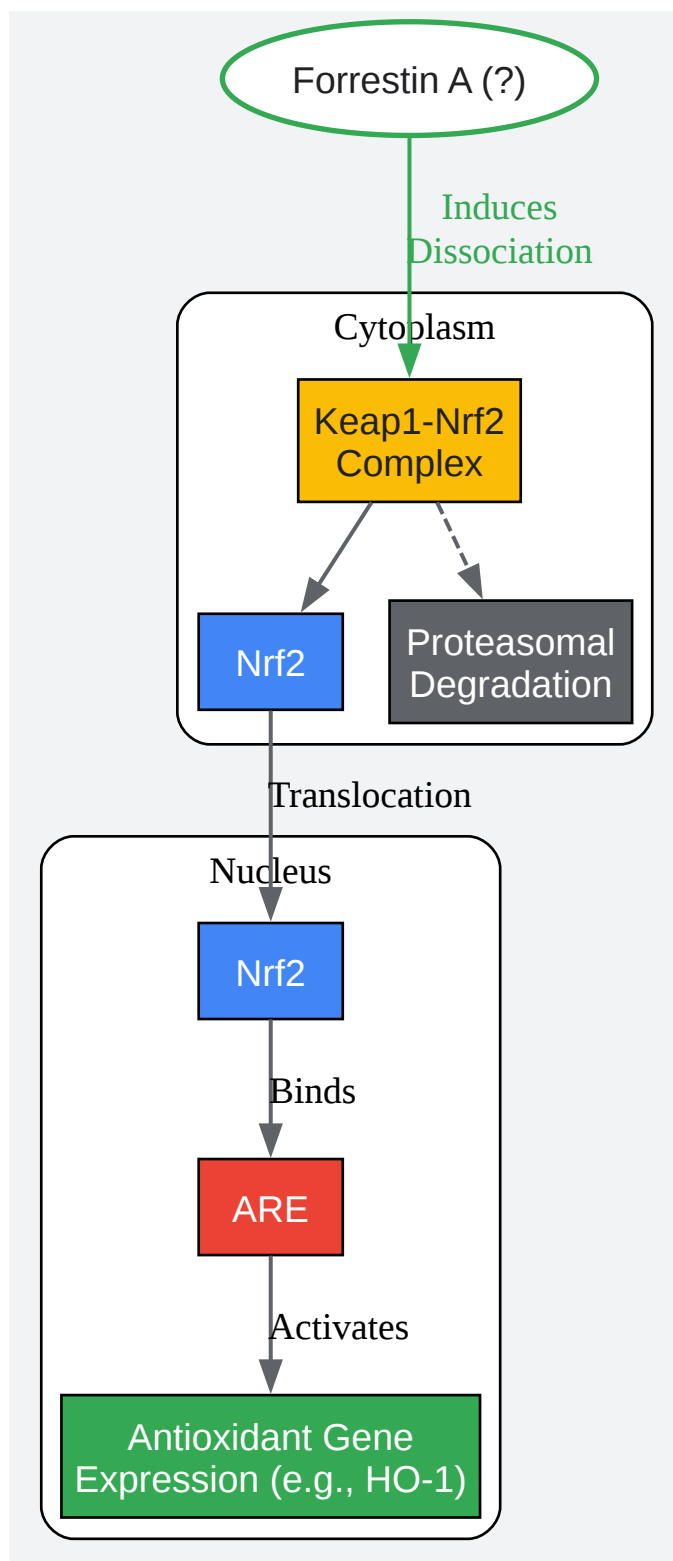 Forrestin A (?)
Induces
Dissociation
Cytoplasm
Keap1-Nrf2
Complex
Nrf2
Proteasomal
Degradation
Translocation
Nucleus
Nrf2
Binds
ARE
Activates
Antioxidant Gene
Expression (e.g., HO-1)